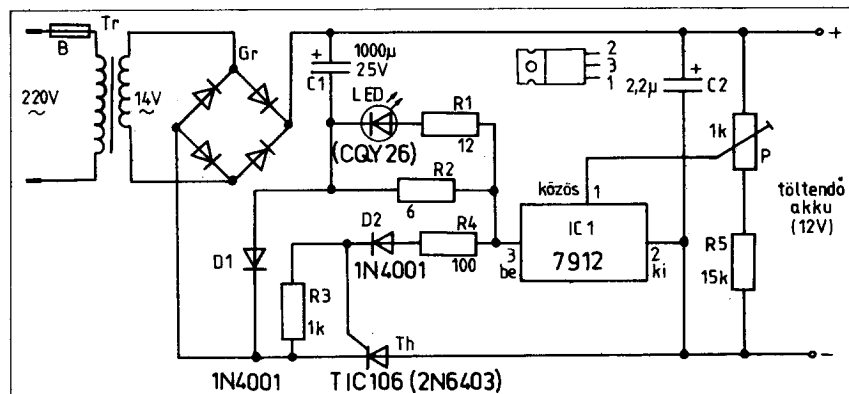 Tr
B
220V
~
14V
~
Gr
+
1000µ
25V
C1
LED
(CQY26)
R1
12
R2
6
2
3
1
+
2,2µ
C2
+
1k
P
töltendő
akku
(12V)
közös
1
IC1
7912
3
be
2
ki
D1
D2
1N4001
R4
100
R3
1k
R5
15k
Th
-
1N4001
TIC106 (2N6403)